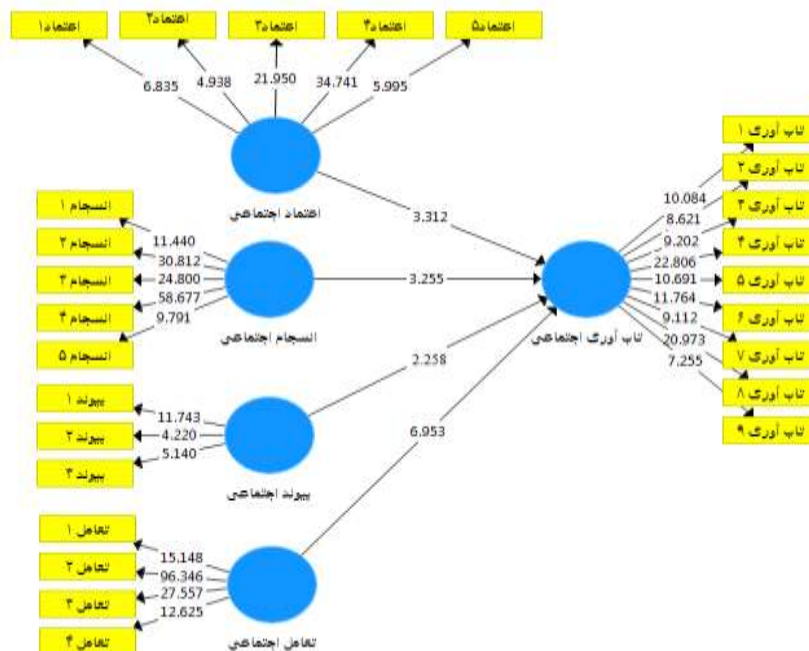 اعتماد۱
اعتماد۲
اعتماد۳
اعتماد۴
اعتماد۵
6.835
4.938
21.950
34.741
5.995
اعتماد اجتماعی
3.312
انسجام ۱
انسجام ۲
انسجام ۳
انسجام ۴
انسجام ۵
11.440
30.812
24.800
58.677
9.791
انسجام اجتماعی
3.255
پیوند ۱
پیوند ۲
پیوند ۳
11.743
4.220
5.140
پیوند اجتماعی
2.258
تعامل ۱
تعامل ۲
تعامل ۳
تعامل ۴
15.148
96.346
27.557
12.625
تعامل اجتماعی
6.953
تاب آوری اجتماعی
10.084
8.621
9.202
22.806
10.691
11.764
9.112
20.973
7.255
تاب آوری ۱
تاب آوری ۲
تاب آوری ۳
تاب آوری ۴
تاب آوری ۵
تاب آوری ۶
تاب آوری ۷
تاب آوری ۸
تاب آوری ۹